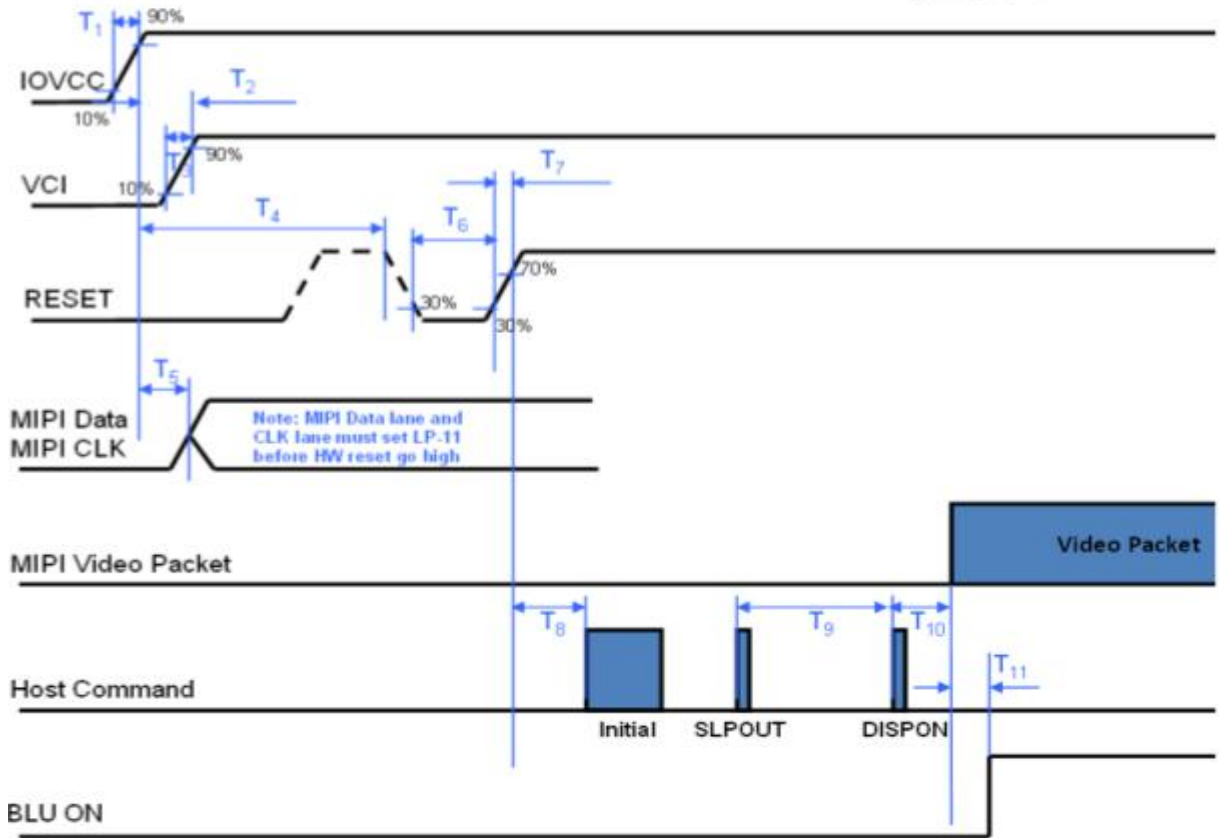 T1
90%
IOVCC
T2
10%
90%
T7
VCI
10%
T4
T6
70%
RESET
30%
30%
T5
MIPI Data
MIPI CLK
Note: MIPI Data lane and
CLK lane must set LP-11
before HW reset go high
Video Packet
MIPI Video Packet
T8
T9
T10
T11
Host Command
Initial
SLPOUT
DISPON
BLU ON